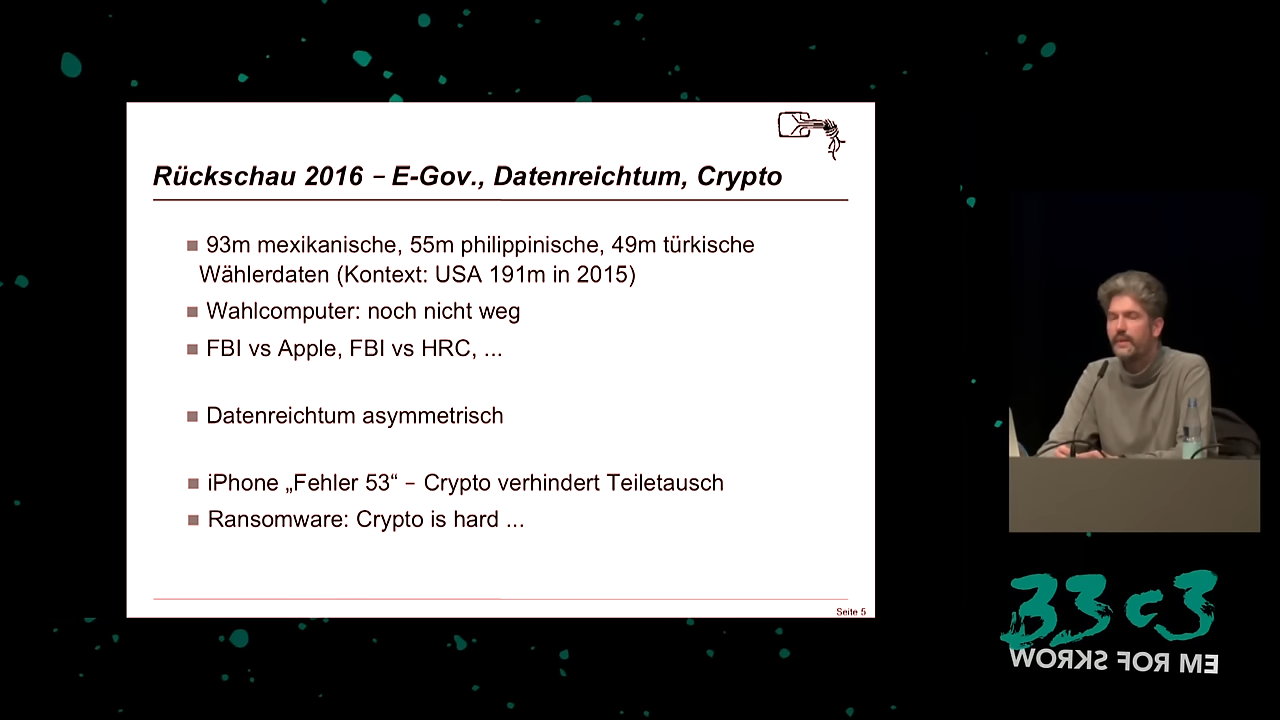 Rückschau 2016 – E-Gov., Datenreichtum, Crypto
93m mexikanische, 55m philippinische, 49m türkische
Wählerdaten (Kontext: USA 191m in 2015)
Wahlcomputer: noch nicht weg
FBI vs Apple, FBI vs HRC, ...
Datenreichtum asymmetrisch
iPhone „Fehler 53“ – Crypto verhindert Teiletausch
Ransomware: Crypto is hard ...
Seite 5
33c3
WORKS FOR ME